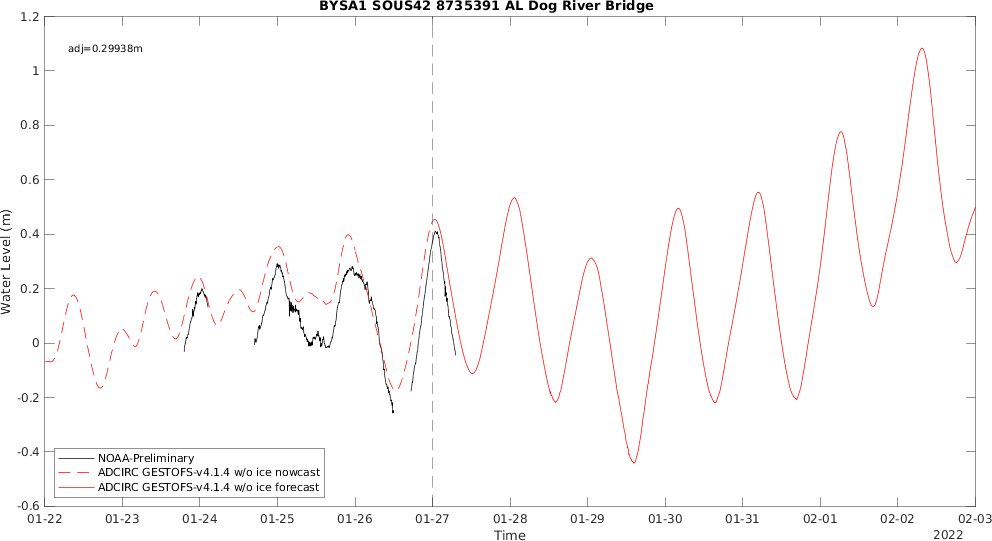 BYSA1 SOUS42 8735391 AL Dog River Bridge
adj=0.29938m
Water Level (m)
1.2
1
0.8
0.6
0.4
0.2
0
-0.2
-0.4
-0.6
NOAA-Preliminary
ADCIRC GESTOFS-v4.1.4 w/o ice nowcast
ADCIRC GESTOFS-v4.1.4 w/o ice forecast
01-22 01-23 01-24 01-25 01-26 01-27 01-28 01-29 01-30 01-31 02-01 02-02 02-03
Time
2022